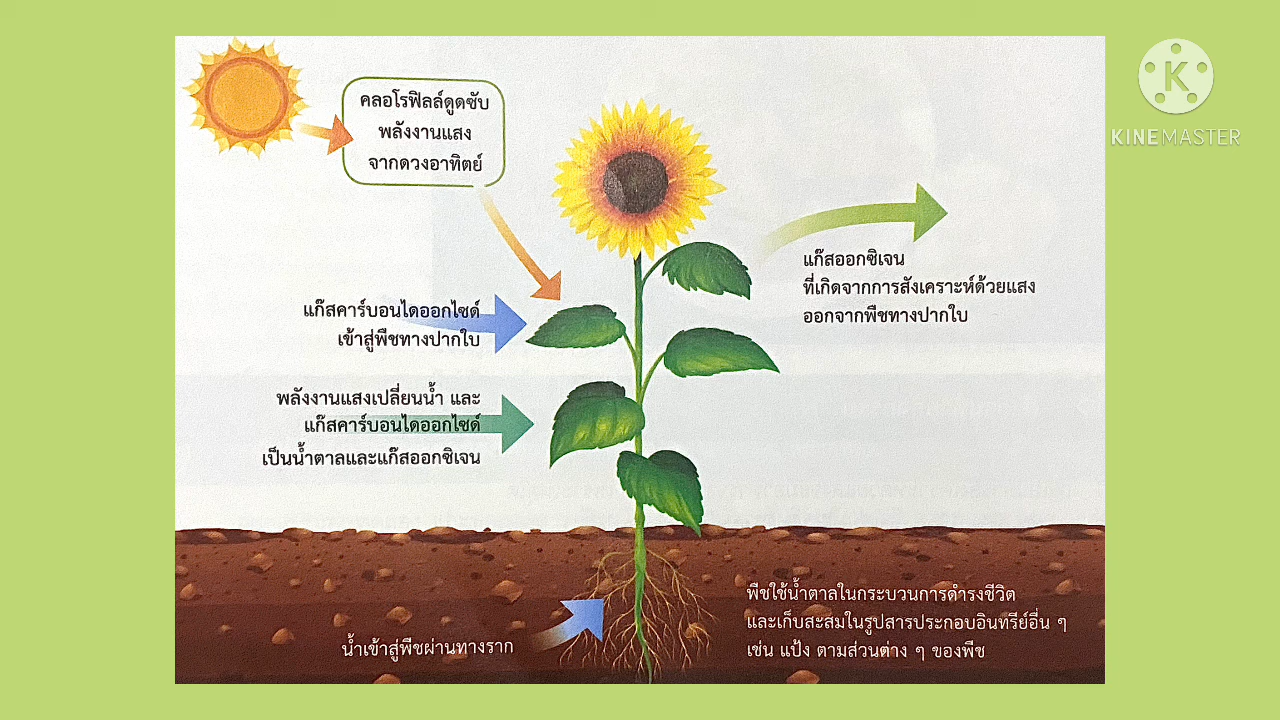 คลอโรฟิลล์ดูดซับ
พลังงานแสง
จากดวงอาทิตย์
KINEMASTER
แก๊สออกซิเจน
ที่เกิดจากการสังเคราะห์ด้วยแสง
ออกจากพืชทางปากใบ
แก๊สคาร์บอนไดออกไซด์
เข้าสู่พืชทางปากใบ
พลังงานแสงเปลี่ยนน้ำ และ
แก๊สคาร์บอนไดออกไซด์
เป็นน้ำตาลและแก๊สออกซิเจน
น้ำเข้าสู่พืชผ่านทางราก
พืชใช้น้ำตาลในกระบวนการดำรงชีวิต
และเก็บสะสมในรูปสารประกอบอินทรีย์อื่น ๆ
เช่น แป้ง ตามส่วนต่าง ๆ ของพืช